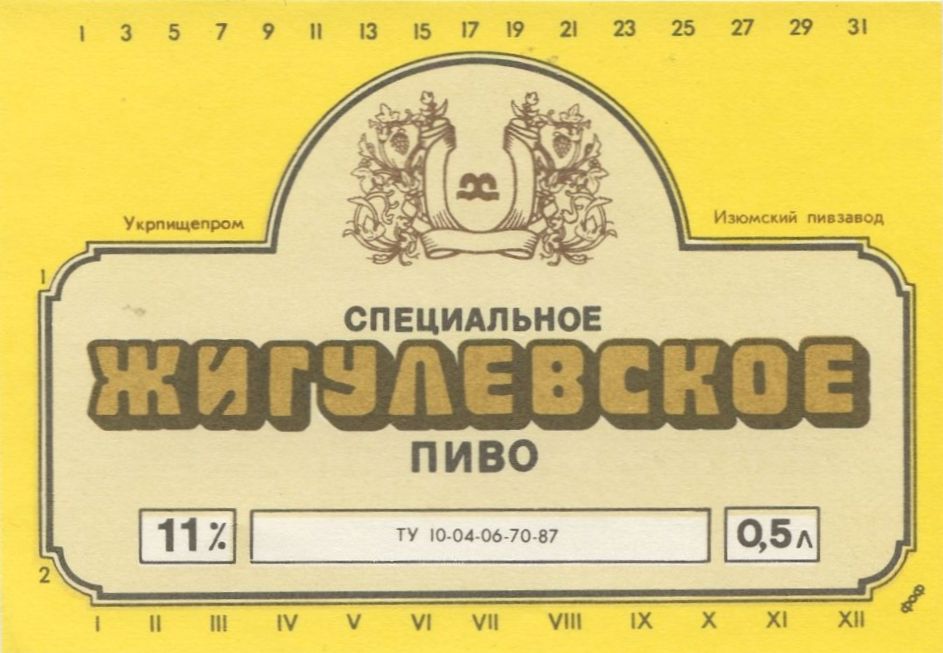 1 3 5 7 9 11 13 15 17 19 21 23 25 27 29 31
Укрпищепром
Изюмский пивзавод
1
СПЕЦИАЛЬНОЕ
ЖИГУЛЕВСКОЕ
ПИВО
11%
ТУ 10-04-06-70-87
0,5 л
2
фоф
I II III IV V VI VII VIII IX X XI XII